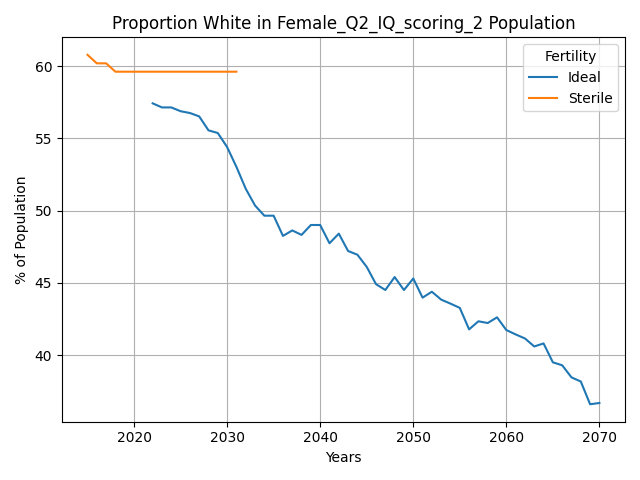 Proportion White in Female_Q2_IQ_scoring_2 Population
Fertility
Ideal
Sterile
% of Population
60
55
50
45
40
2020 2030 2040 2050 2060 2070
Years